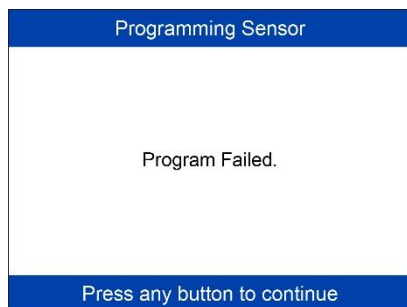 Programming Sensor
Program Failed.
Press any button to continue